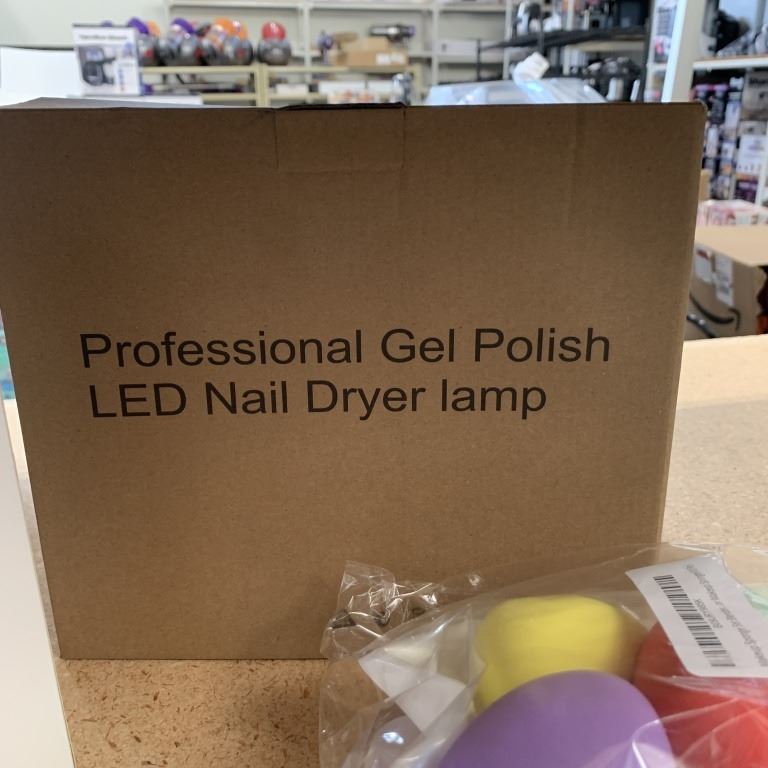 Professional Gel Polish
LED Nail Dryer lamp